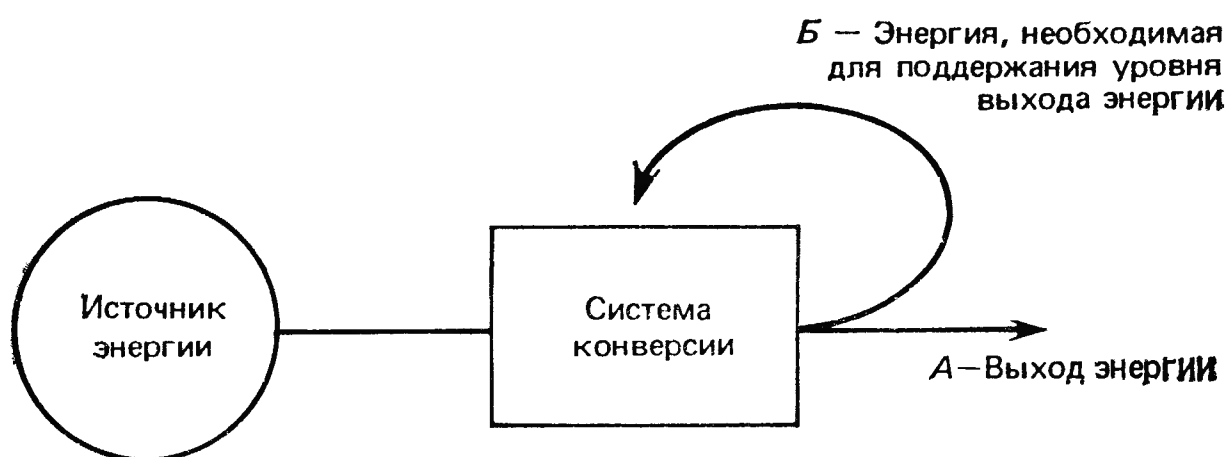 Б — Энергия, необходимая
для поддержания уровня
выхода энергии
Источник
энергии
Система
конверсии
А—Выход энергии